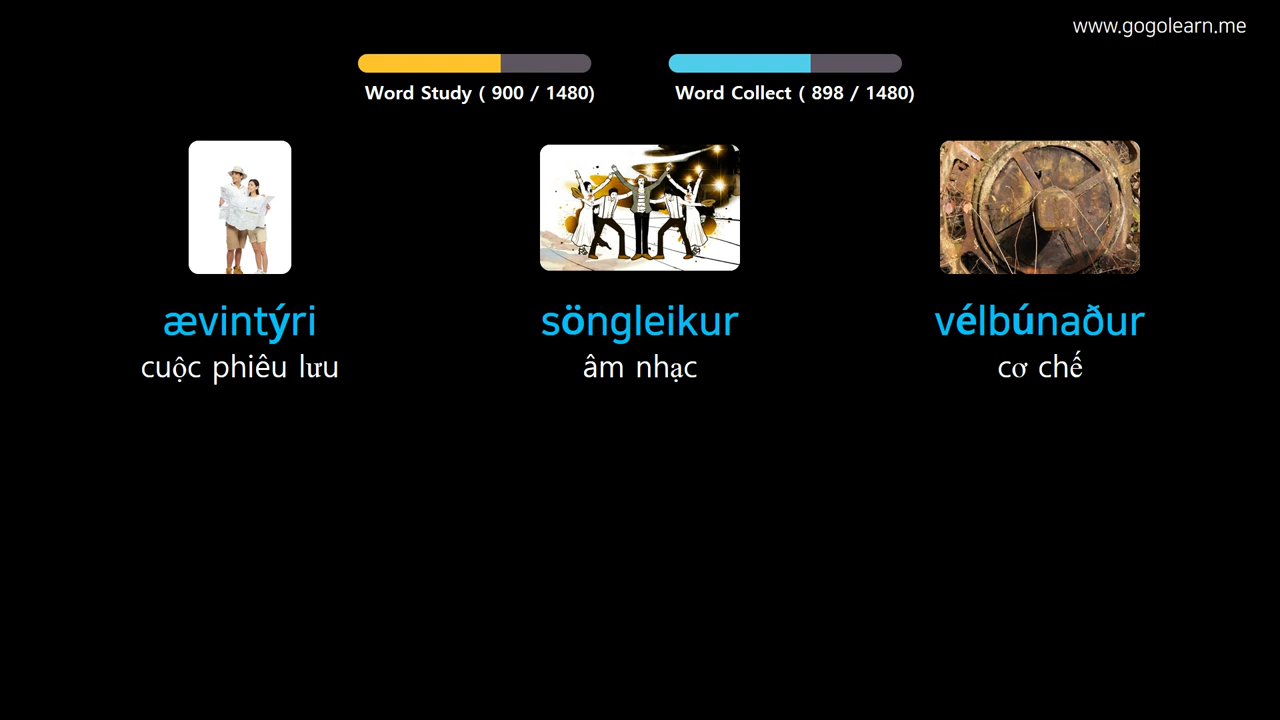 www.gogolearn.me
Word Study ( 900 / 1480)
Word Collect ( 898 / 1480)
ævintýri
cuộc phiêu lưu
söngleikur
âm nhạc
vélbúnaður
cơ chế